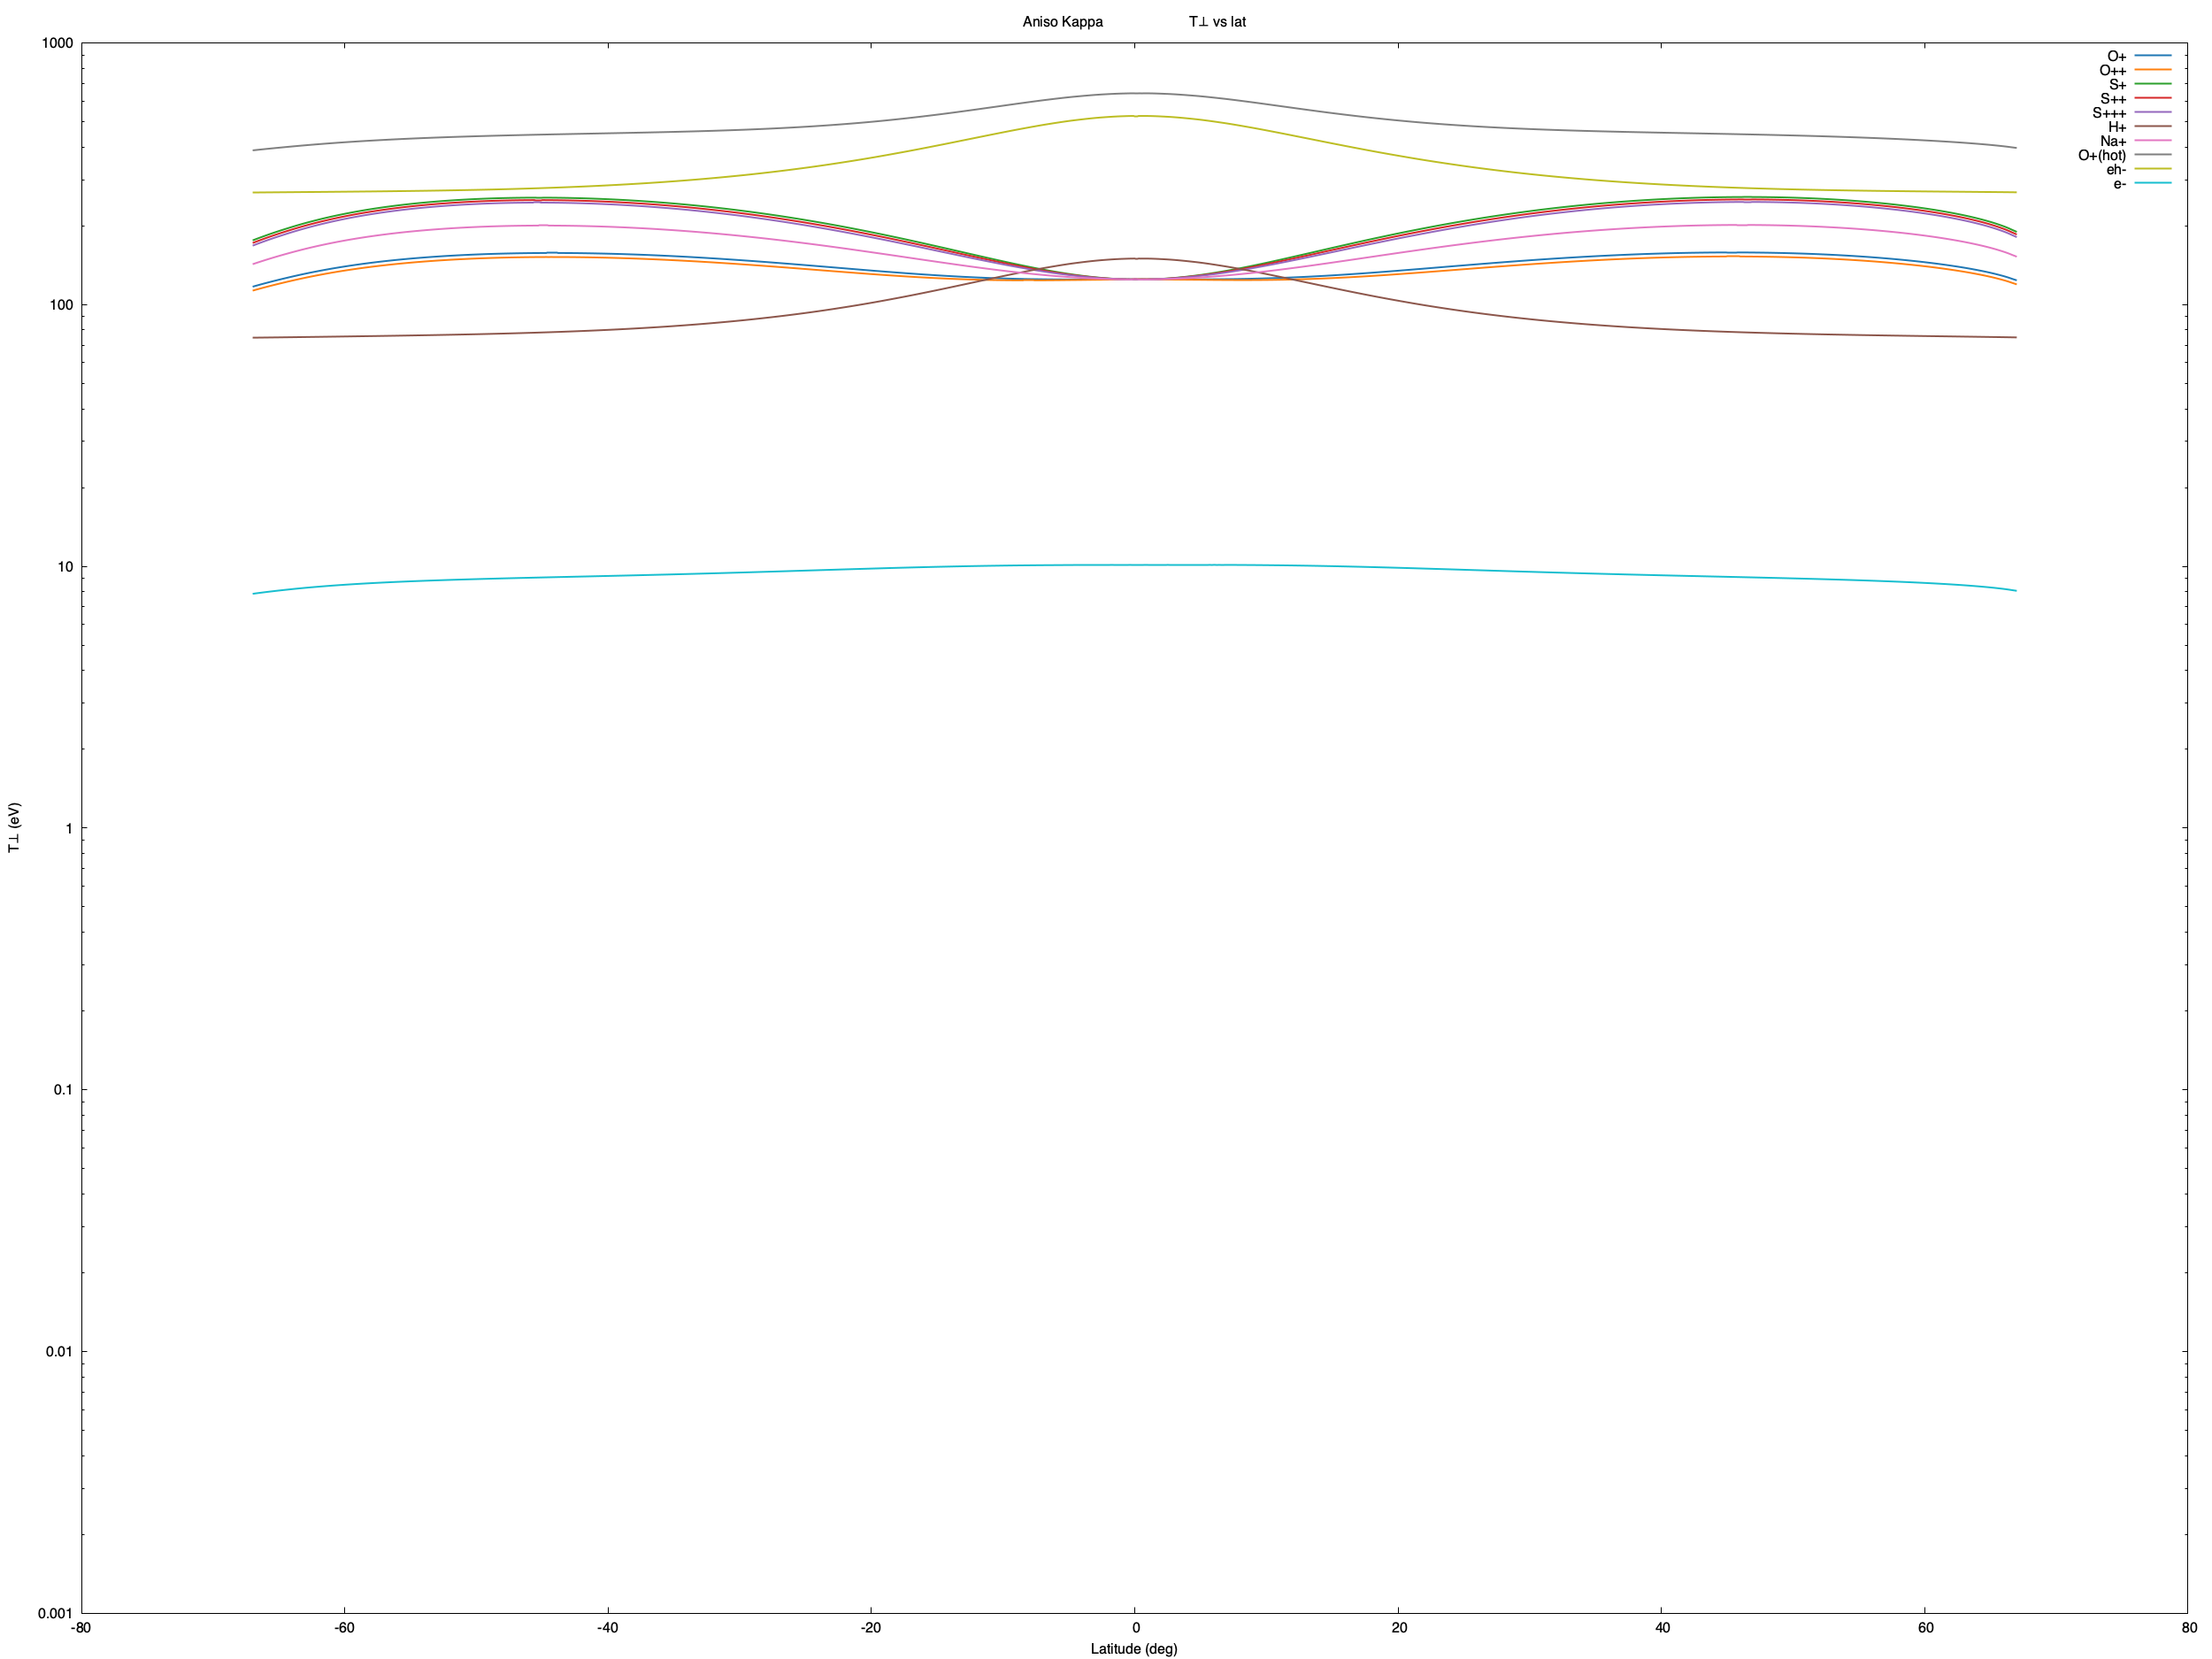 Aniso Kappa T⊥ vs lat
1000
100
10
1
0.1
0.01
0.001
T⊥ (eV)
O+
O++
S+
S++
S+++
H+
Na+
O+(hot)
eh-
e-
-80 -60 -40 -20 0 20 40 60 80
Latitude (deg)